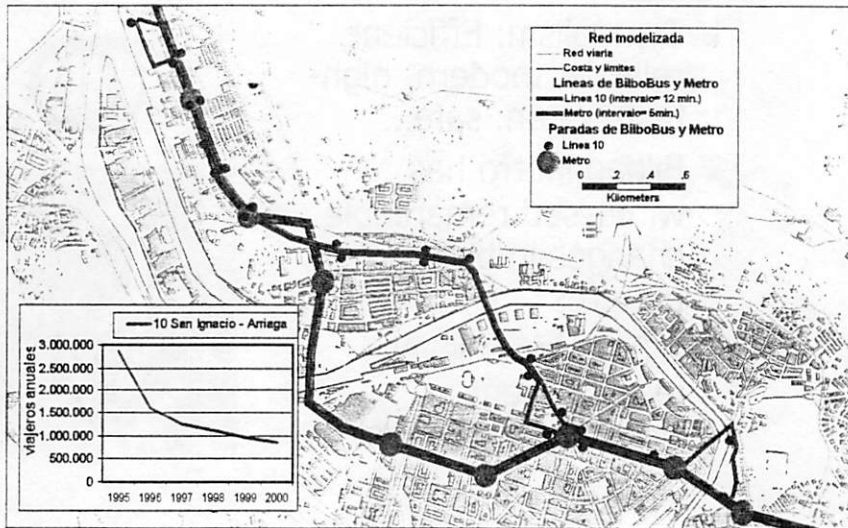 Red modelizada
Red viaria
Costa y límites
Líneas de BilboBus y Metro
Línea 10 (intervalo= 12 min.)
Metro (intervalo= 5min.)
Paradas de BilboBus y Metro
Línea 10
Metro
0 .2 .4 .6
Kilometers
10 San Ignacio - Arriaga
viajeros anuales
3.000.000
2.500.000
2.000.000
1.500.000
1.000.000
500.000
0
1995 1996 1997 1998 1999 2000